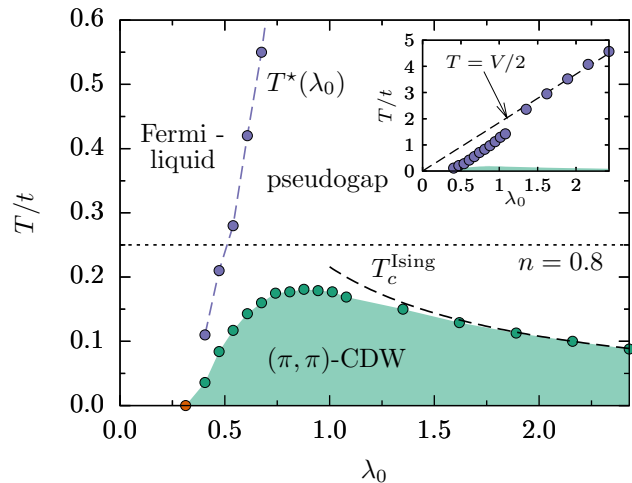 T/t
0.6
0.5
0.4
0.3
0.2
0.1
0.0
0.0
0.5
1.0
1.5
2.0
λ₀
T⋆(λ₀)
Fermi -
liquid
pseudogap
n = 0.8
T_c^Ising
(π, π)-CDW
T/t
5
4
3
2
1
0
0
0.5
1
1.5
2
λ₀
T = V/2